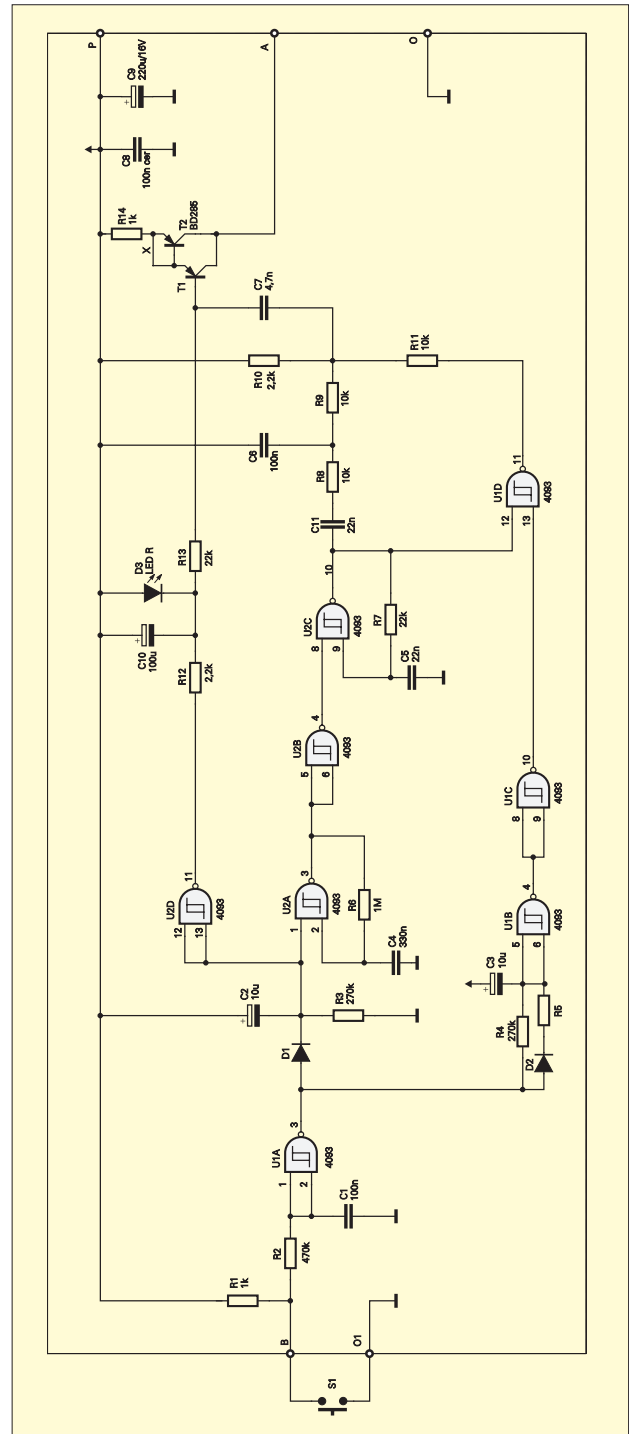 P
C9
220u/16V
+
C8
100n cer
A
O
R14
1k
X
T2
BD285
T1
C7
4,7n
R10
2,2k
R11
10k
R9
10k
C6
100n
R8
10k
C11
22n
U1D
4093
11
12
13
D3
LED R
R13
22k
C10
100u
+
R12
2,2k
10
U2C
4093
8
9
R7
22k
C5
22n
4
U2B
4093
5
6
11
U2D
4093
12
13
3
U2A
4093
1
2
R6
1M
C4
330n
10
U1C
4093
8
9
4
U1B
4093
5
6
C3
10u
+
C2
10u
+
R3
270k
R4
270k
R5
D1
D2
3
U1A
4093
1
2
C1
100n
R2
470k
R1
1k
B
O1
S1